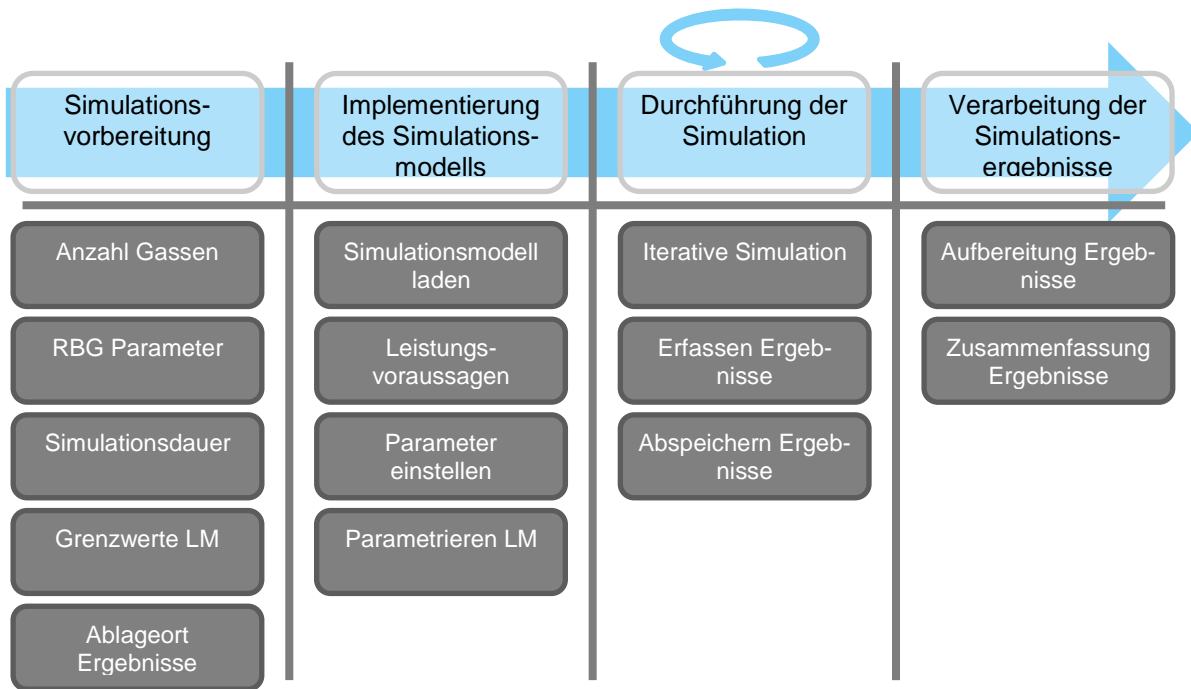 Simulations-
vorbereitung
Implementierung
des Simulations-
modells
Durchführung der
Simulation
Verarbeitung der
Simulations-
ergebnisse
Anzahl Gassen
RBG Parameter
Simulationsdauer
Grenzwerte LM
Ablageort
Ergebnisse
Simulationsmodell
laden
Leistungs-
voraussagen
Parameter
einstellen
Parametrieren LM
Iterative Simulation
Erfassen Ergeb-
nisse
Abspeichern Ergeb-
nisse
Aufbereitung Ergeb-
nisse
Zusammenfassung
Ergebnisse